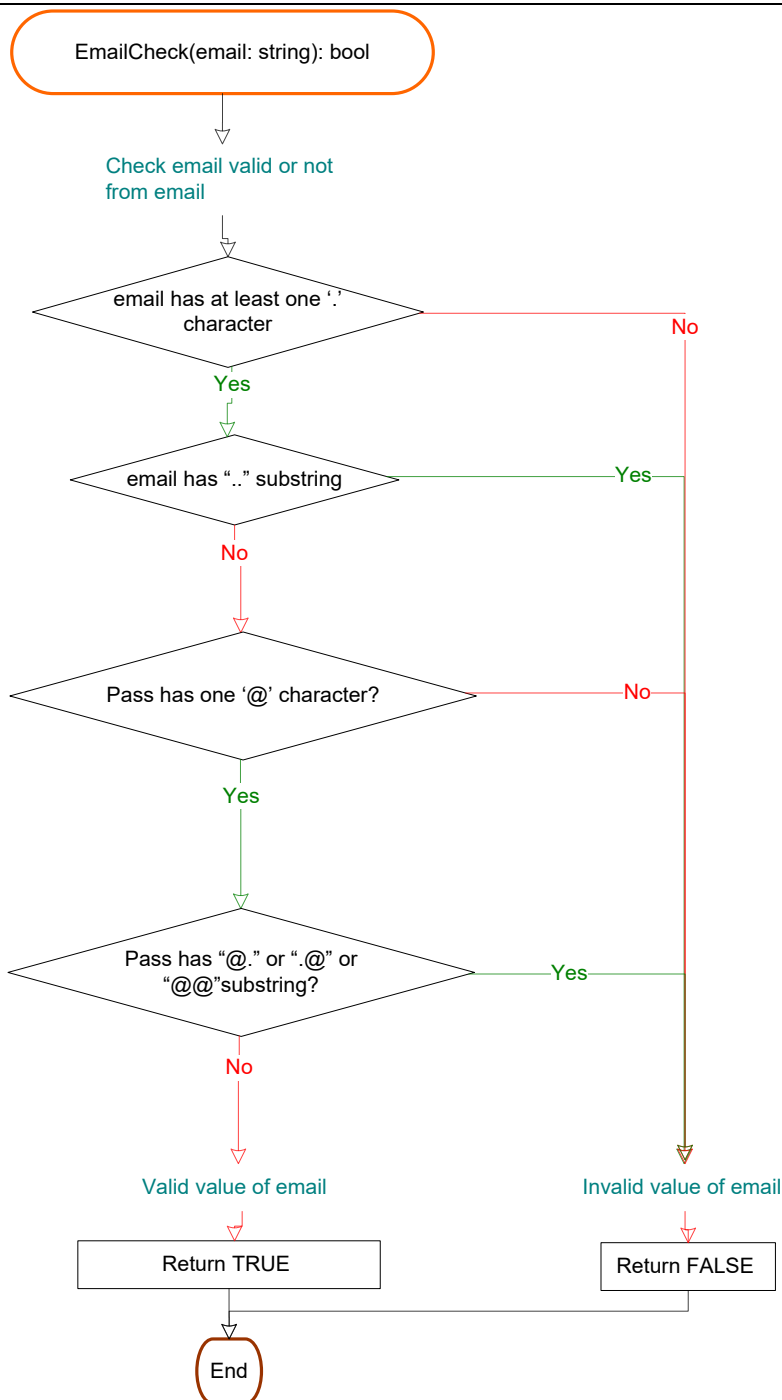 EmailCheck(email: string): bool
Check email valid or not
from email
email has at least one ‘.’
character
No
Yes
email has “..” substring
Yes
No
Pass has one ‘@’ character?
No
Yes
Pass has “@.” or “.@” or
“@@”substring?
Yes
No
Valid value of email
Invalid value of email
Return TRUE
Return FALSE
End